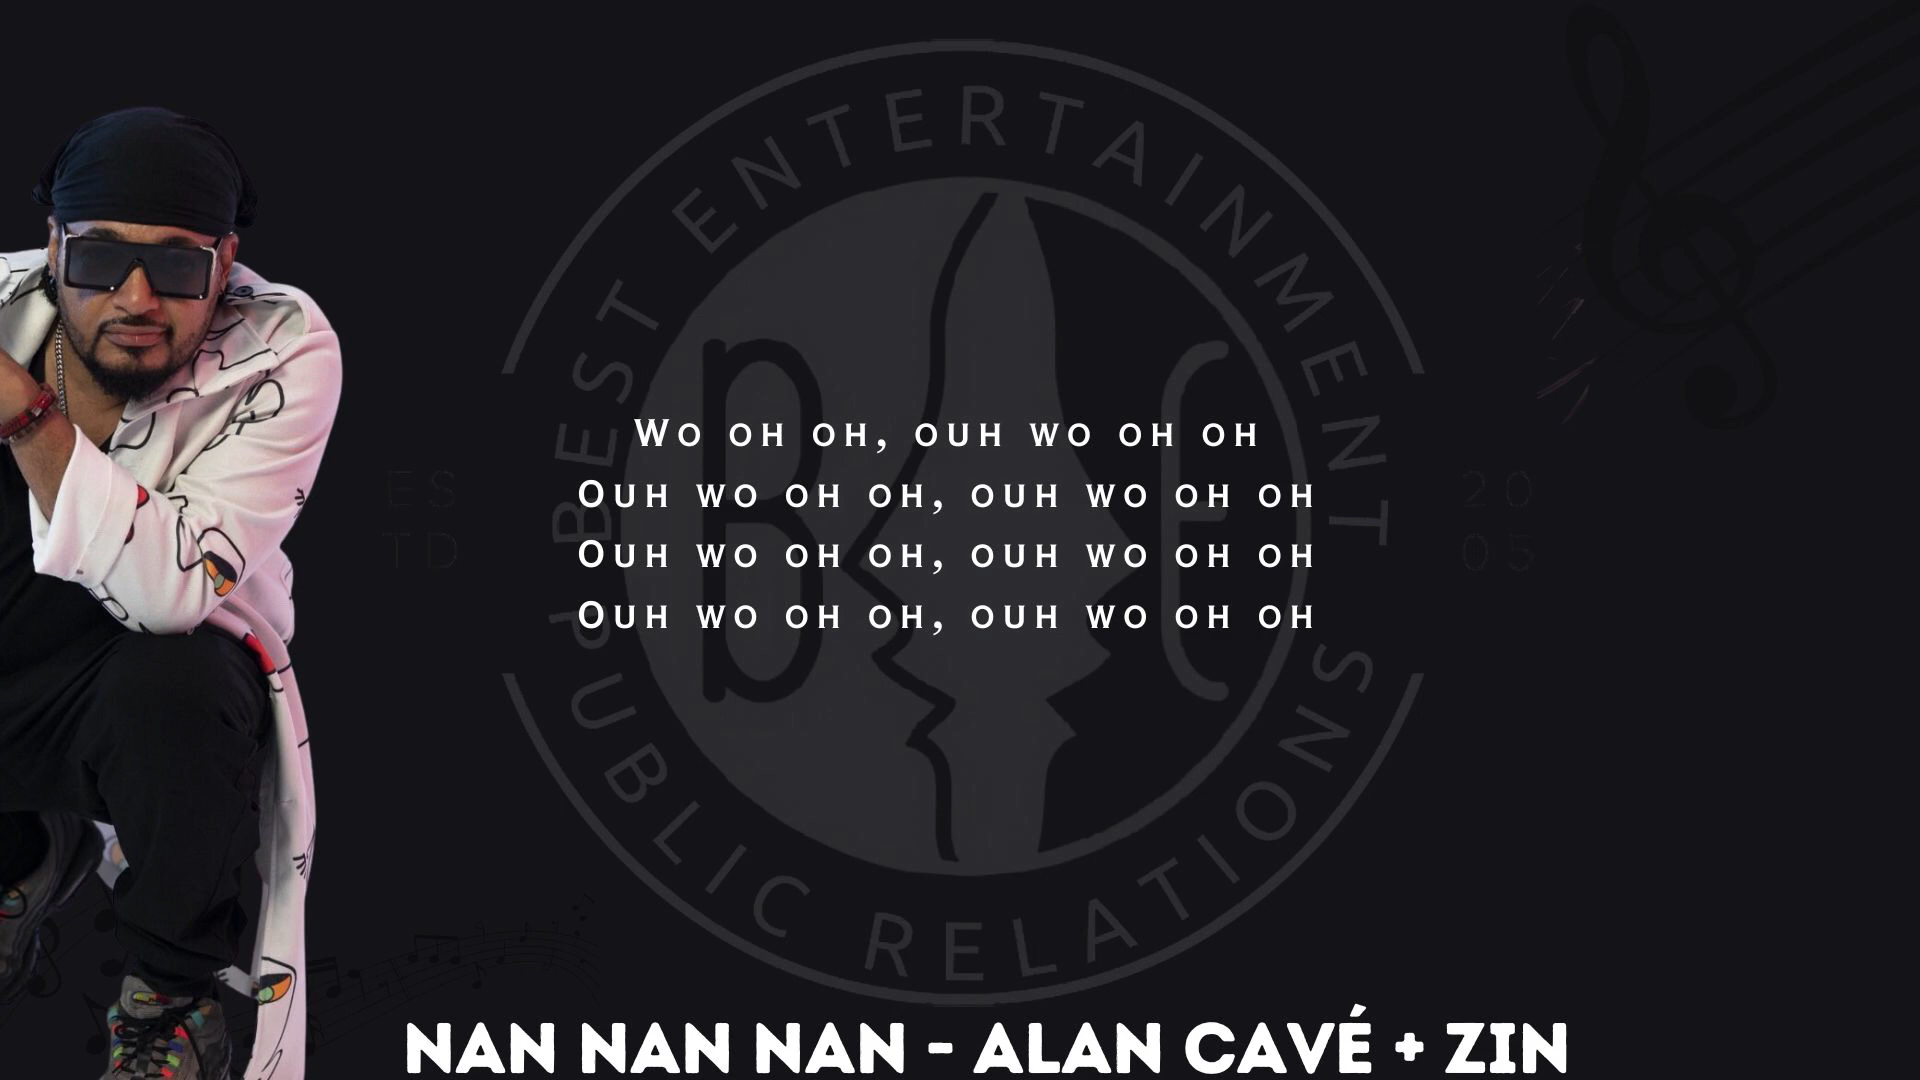 BEST ENTERTAINMENT
Wo oh oh, ouh wo oh oh
ES
TD
20
05
Ouh wo oh oh, ouh wo oh oh
Ouh wo oh oh, ouh wo oh oh
Ouh wo oh oh, ouh wo oh oh
B E
PUBLIC RELATIONS
NAN NAN NAN - ALAN CAVÉ + ZIN